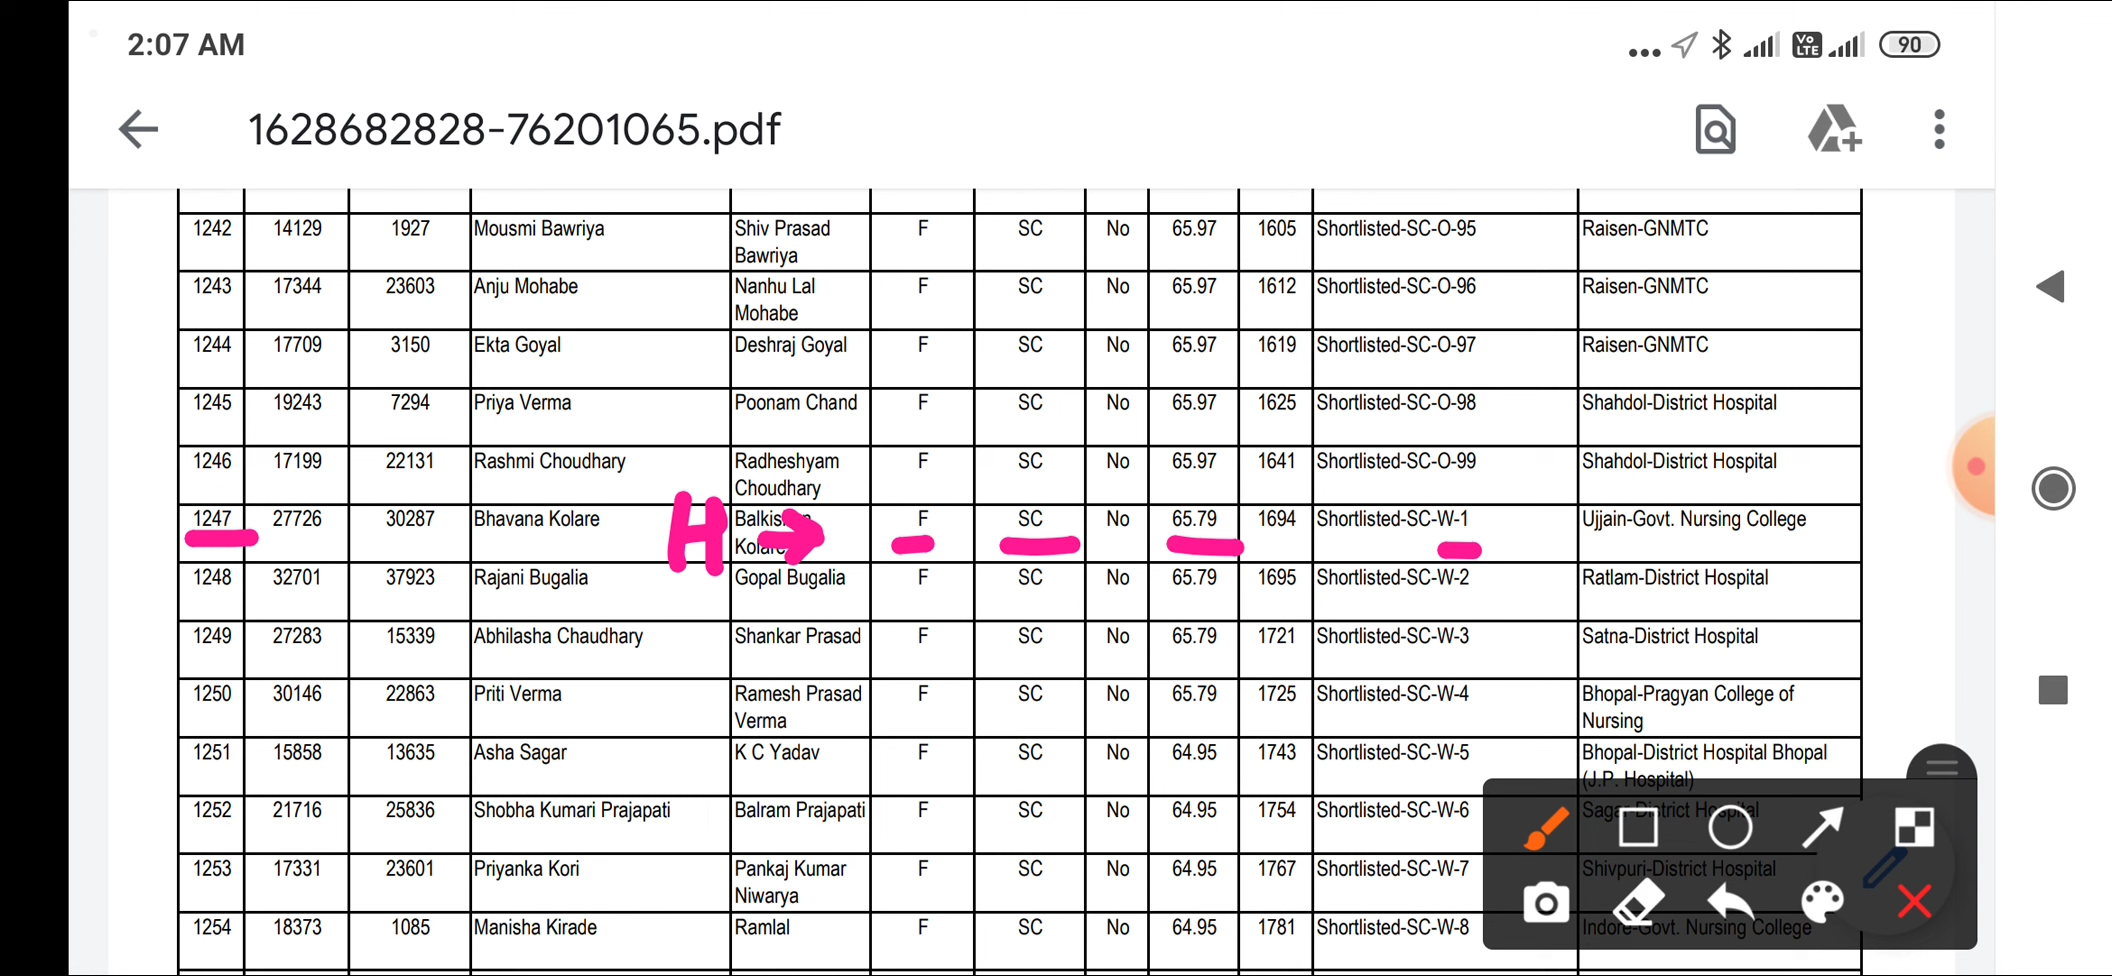 2:07 AM
Vo LTE
90
1628682828-76201065.pdf
1242 14129 1927 Mousmi Bawriya Shiv Prasad Bawriya F SC No 65.97 1605 Shortlisted-SC-O-95 Raisen-GNMTC
1243 17344 23603 Anju Mohabe Nanhu Lal Mohabe F SC No 65.97 1612 Shortlisted-SC-O-96 Raisen-GNMTC
1244 17709 3150 Ekta Goyal Deshraj Goyal F SC No 65.97 1619 Shortlisted-SC-O-97 Raisen-GNMTC
1245 19243 7294 Priya Verma Poonam Chand F SC No 65.97 1625 Shortlisted-SC-O-98 Shahdol-District Hospital
1246 17199 22131 Rashmi Choudhary Radheshyam Choudhary F SC No 65.97 1641 Shortlisted-SC-O-99 Shahdol-District Hospital
1247 27726 30287 Bhavana Kolare H F SC No 65.79 1694 Shortlisted-SC-W-1 Ujjain-Govt. Nursing College
1248 32701 37923 Rajani Bugalia Gopal Bugalia F SC No 65.79 1695 Shortlisted-SC-W-2 Ratlam-District Hospital
1249 27283 15339 Abhilasha Chaudhary Shankar Prasad F SC No 65.79 1721 Shortlisted-SC-W-3 Satna-District Hospital
1250 30146 22863 Priti Verma Ramesh Prasad Verma F SC No 65.79 1725 Shortlisted-SC-W-4 Bhopal-Pragyan College of Nursing
1251 15858 13635 Asha Sagar K C Yadav F SC No 64.95 1743 Shortlisted-SC-W-5 Bhopal-District Hospital Bhopal (J.P. Hospital)
1252 21716 25836 Shobha Kumari Prajapati Balram Prajapati F SC No 64.95 1754 Shortlisted-SC-W-6 Sagar-District Hospital
1253 17331 23601 Priyanka Kori Pankaj Kumar Niwarya F SC No 64.95 1767 Shortlisted-SC-W-7 Shivpuri-District Hospital
1254 18373 1085 Manisha Kirade Ramlal F SC No 64.95 1781 Shortlisted-SC-W-8 Indore-Govt. Nursing College